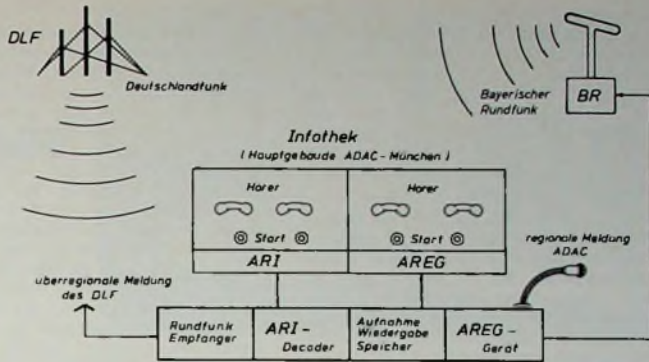 DLF
Deutschlandfunk
Bayerischer
Rundfunk
BR
Infothek
(Hauptgebäude ADAC-München)
Hörer
Hörer
Start
Start
ARI
AREG
regionale Meldung
ADAC
überregionale Meldung
des DLF
Rundfunk
Empfänger
ARI-
Decoder
Aufnahme
Wiedergabe
Speicher
AREG-
Gerät